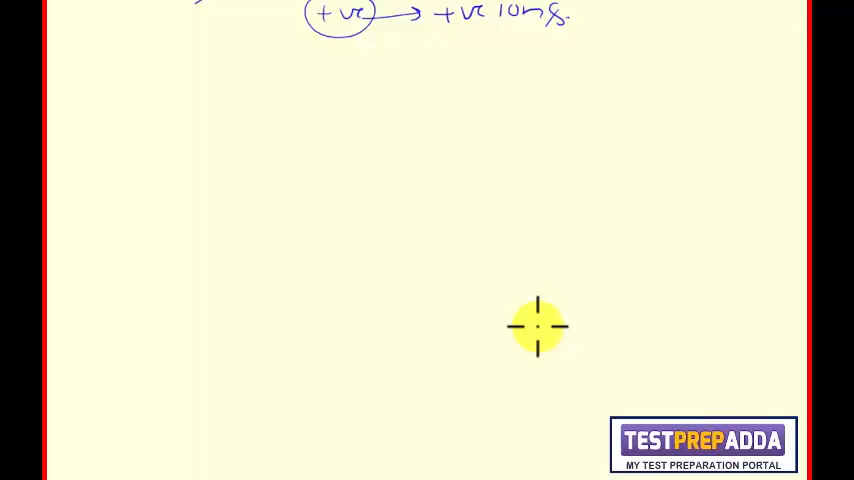 +ve → +ve ions.
TESTPREPADDA
MY TEST PREPARATION PORTAL